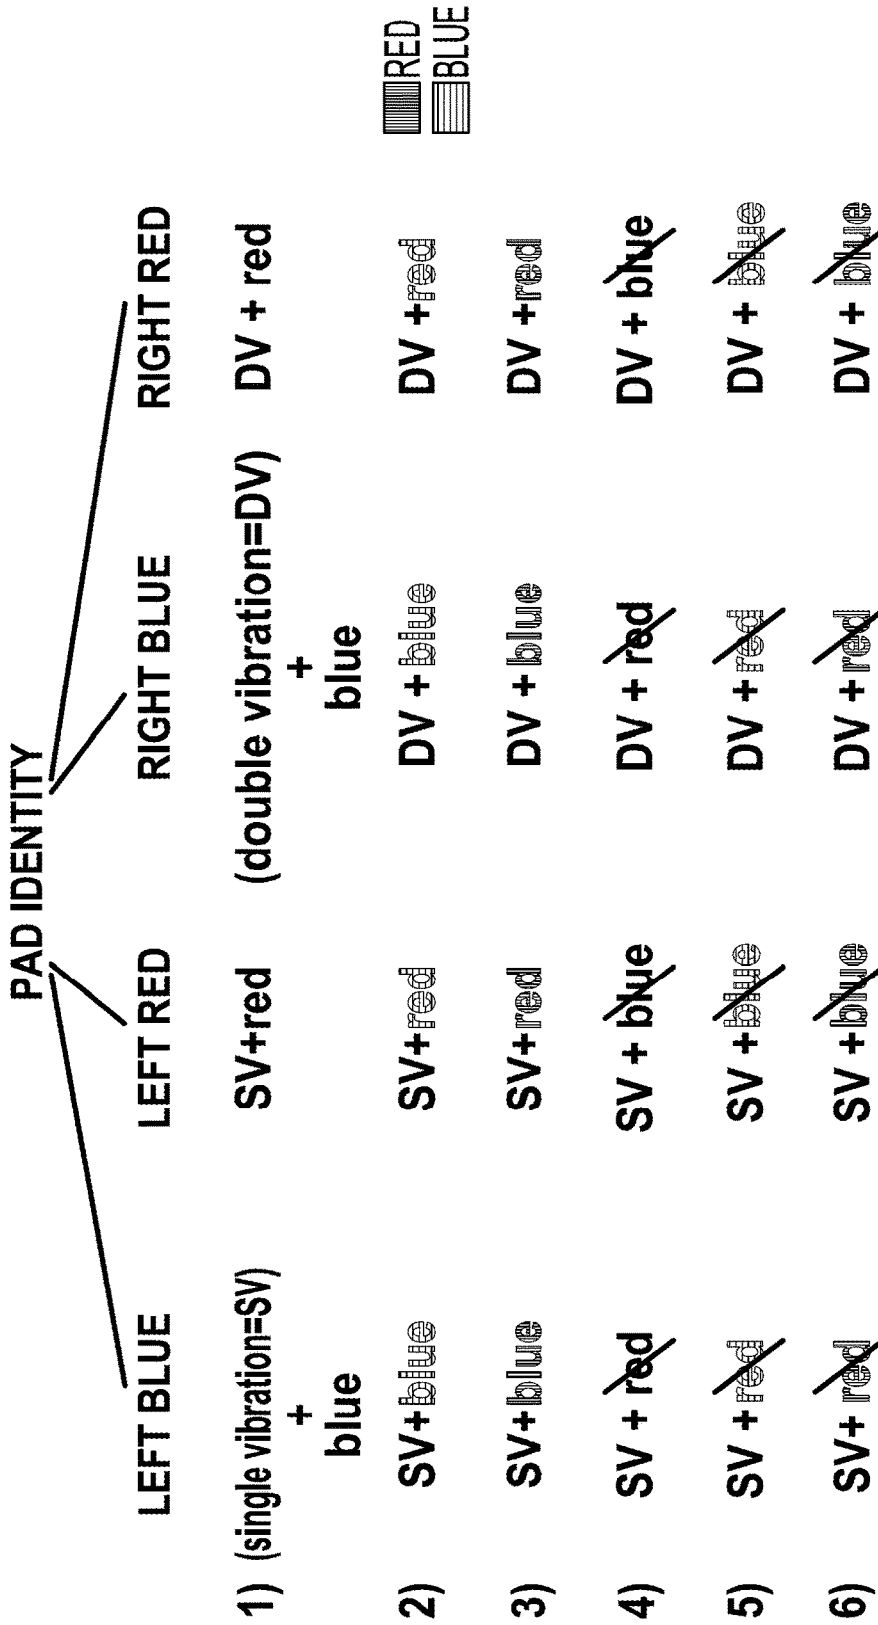 PAD IDENTITY
LEFT BLUE LEFT RED RIGHT BLUE RIGHT RED
1) (single vibration=SV) SV+red (double vibration=DV) DV + red
+ +
blue blue
RED
BLUE
2) SV+blue SV+red DV + blue DV +red
3) SV+blue SV+red DV + blue DV +red
4) SV + red SV + blue DV + red DV + blue
5) SV + red SV + blue DV + red DV + blue
6) SV+ red SV +blue DV + red DV + blue